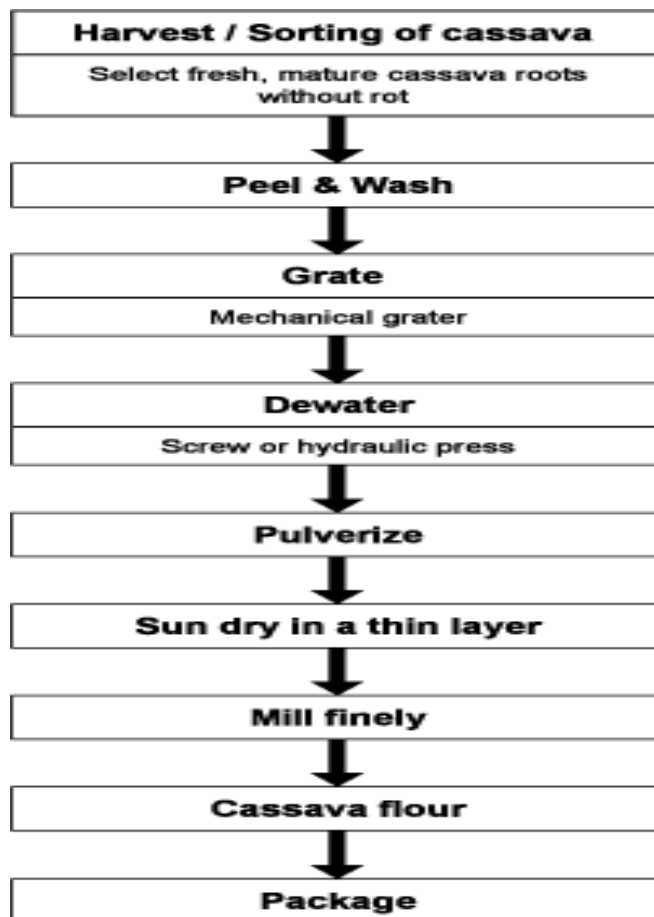 Harvest / Sorting of cassava
Select fresh, mature cassava roots
without rot
Peel & Wash
Grate
Mechanical grater
Dewater
Screw or hydraulic press
Pulverize
Sun dry in a thin layer
Mill finely
Cassava flour
Package